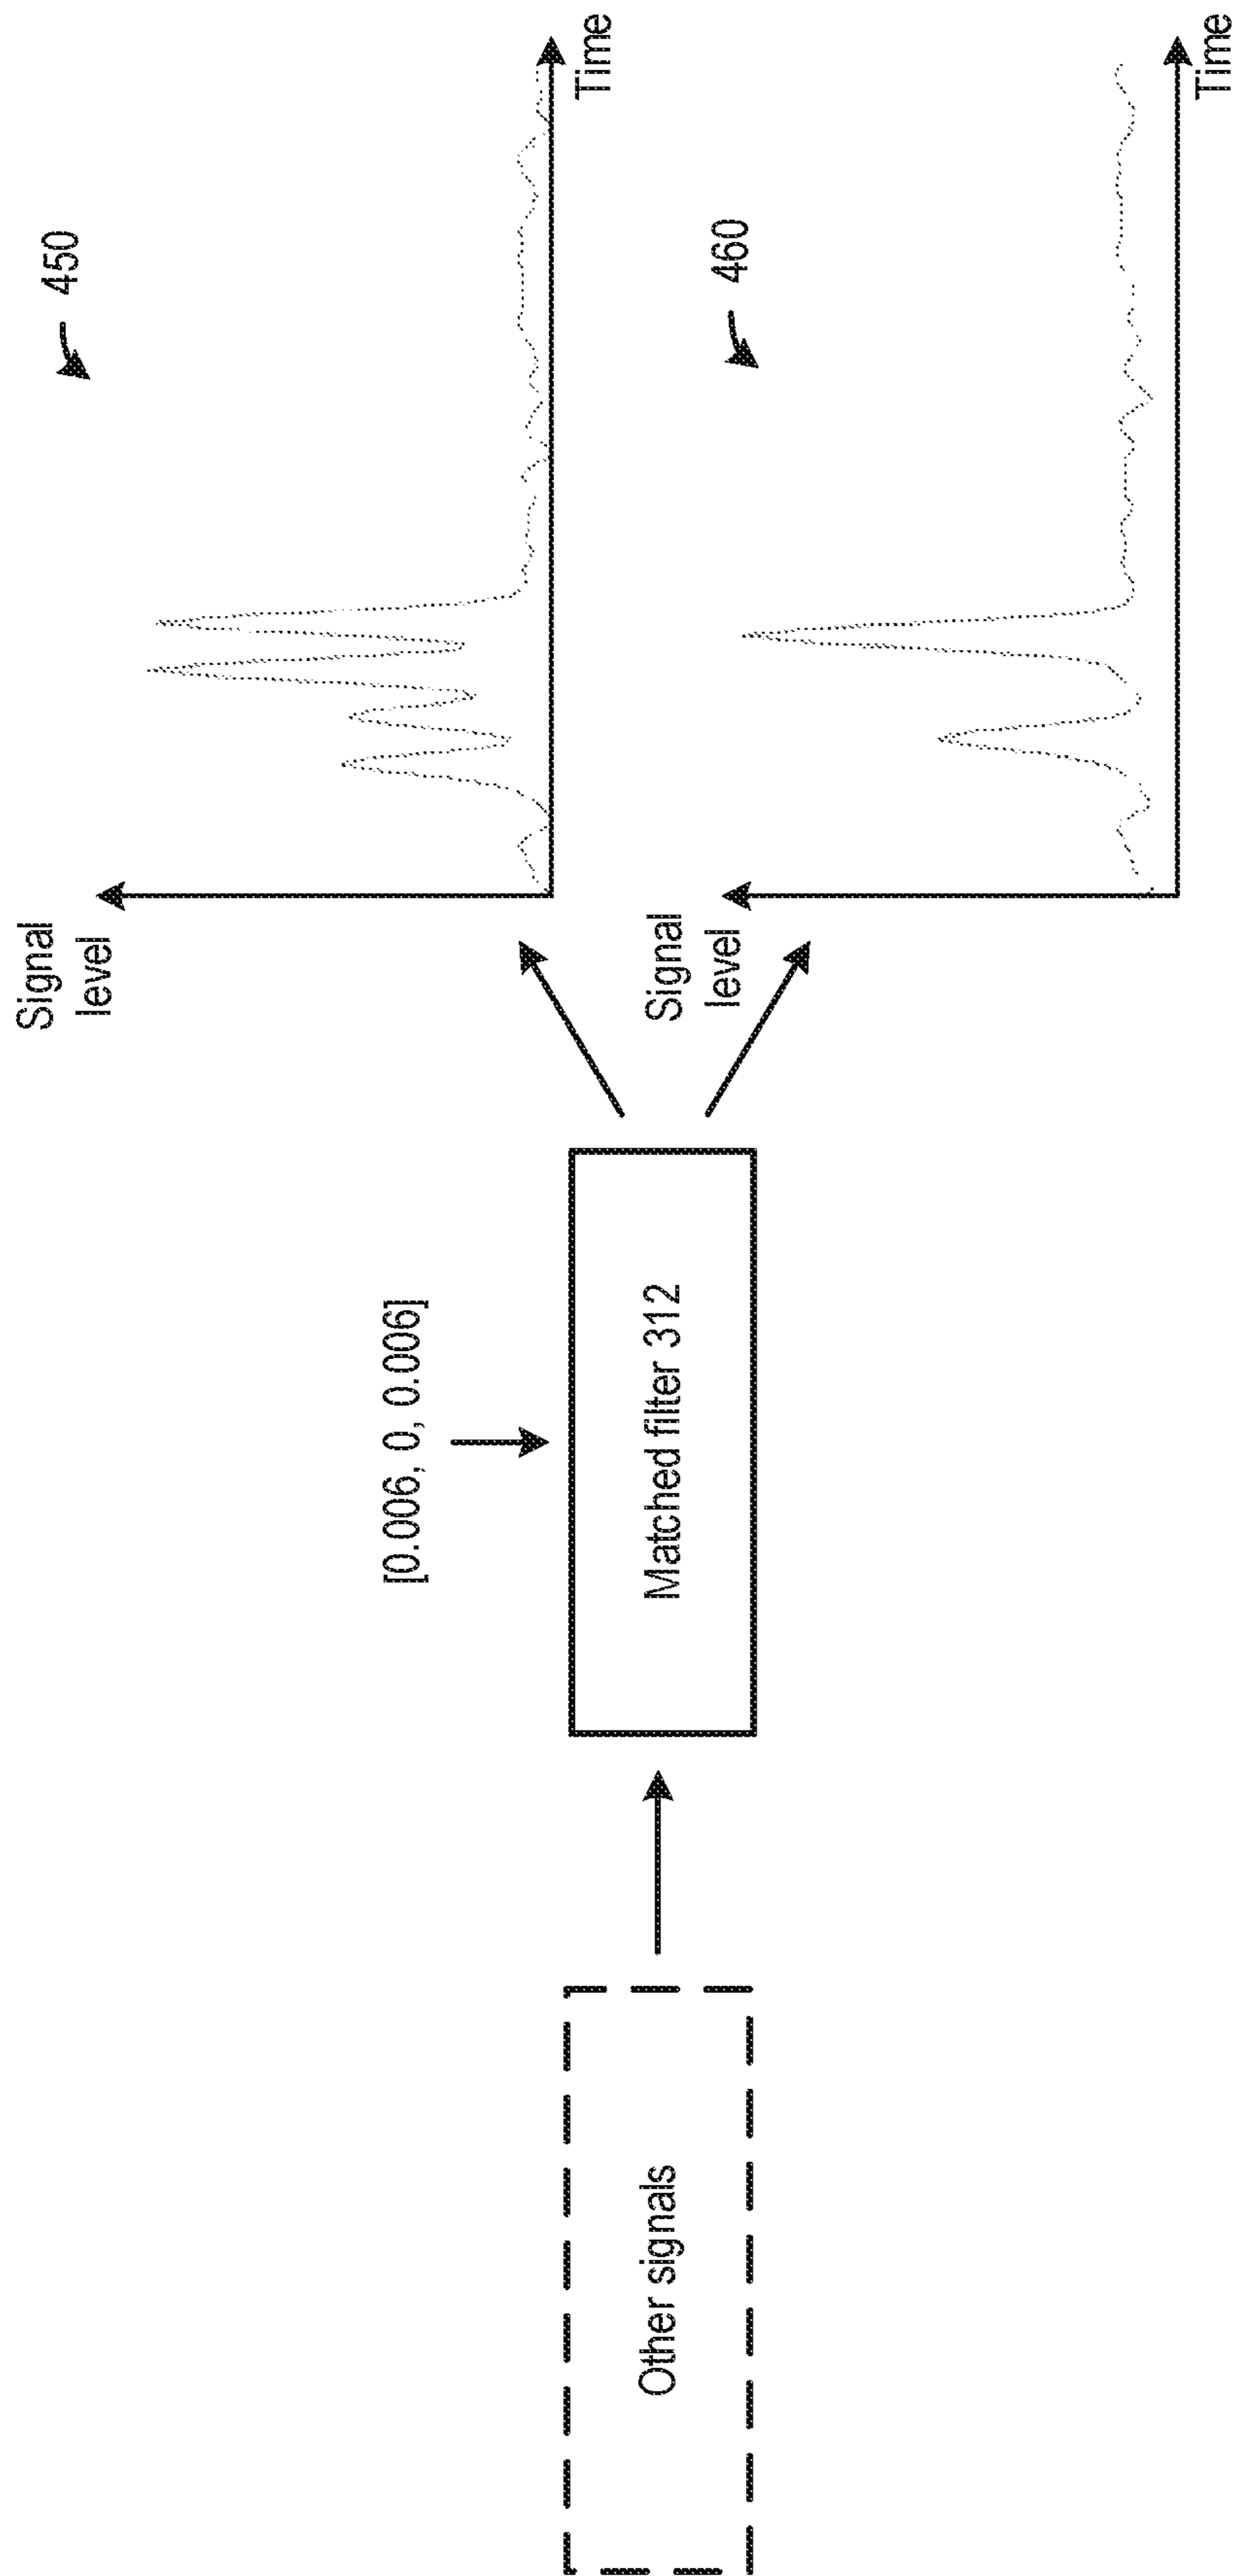 Other signals
[0.006, 0, 0.006]
Matched filter 312
Signal
level
450
Time
Signal
level
460
Time